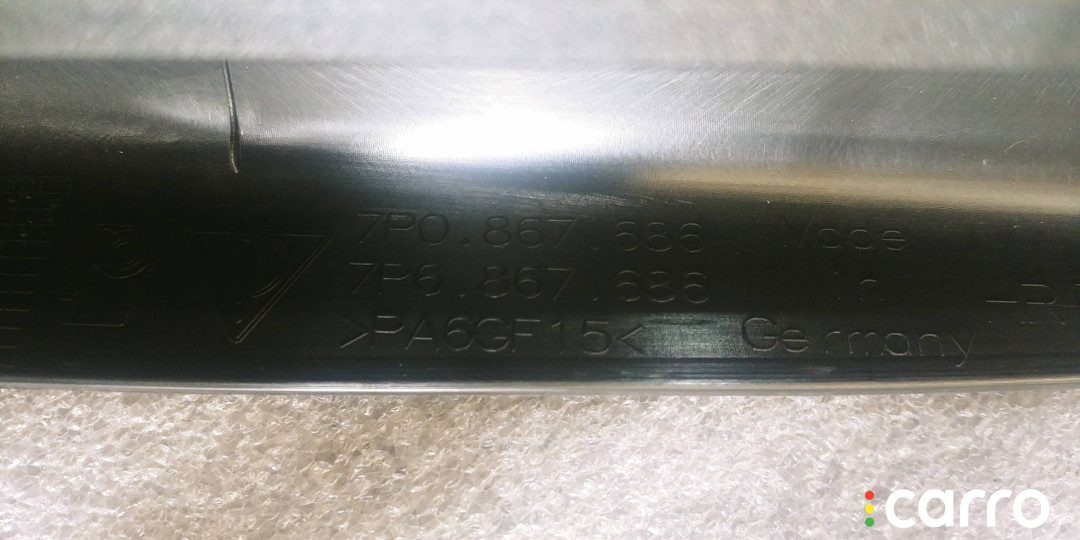 7P0.867.686 Made
7P6.867.686 in
>PA6GF15< Germany
carro